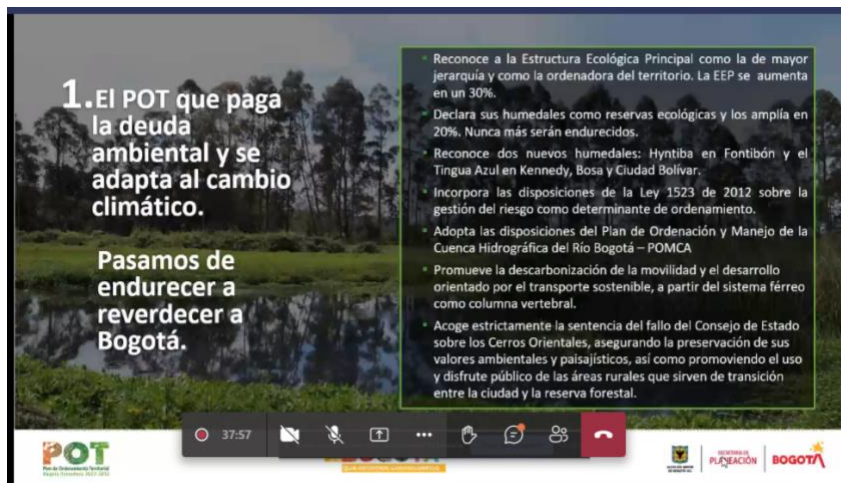 1.El POT que paga
la deuda
ambiental y se
adapta al cambio
climático.
Pasamos de
endurecer a
reverdecer a
Bogotá.
Reconoce a la Estructura Ecológica Principal como la de mayor
jerarquía y como la ordenadora del territorio. La EEP se aumenta
en un 30%.
Declara sus humedales como reservas ecológicas y los amplía en
20%. Nunca más serán endurecidos.
Reconoce dos nuevos humedales: Hyntiba en Fontibón y el
Tingua Azul en Kennedy, Bosa y Ciudad Bolívar.
Incorpora las disposiciones de la Ley 1523 de 2012 sobre la
gestión del riesgo como determinante de ordenamiento.
Adopta las disposiciones del Plan de Ordenación y Manejo de la
Cuenca Hidrográfica del Río Bogotá – POMCA
Promueve la descarbonización de la movilidad y el desarrollo
orientado por el transporte sostenible, a partir del sistema férreo
como columna vertebral.
Acoge estrictamente la sentencia del fallo del Consejo de Estado
sobre los Cerros Orientales, asegurando la preservación de sus
valores ambientales y paisajísticos, así como promoviendo el uso
y disfrute público de las áreas rurales que sirven de transición
entre la ciudad y la reserva forestal.
37:57
POT
Plan de Ordenamiento Territorial
SECRETARÍA DE
PLANEACIÓN
BOGOTÁ